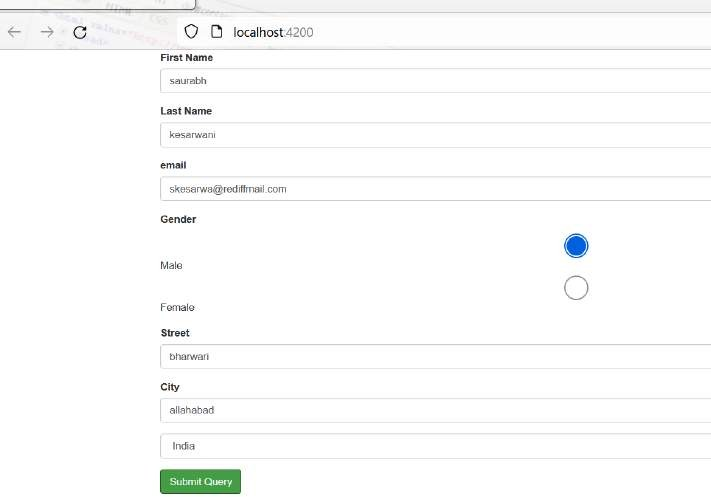 localhost:4200
First Name
saurabh
Last Name
kesarwani
email
skesarwa@rediffmail.com
Gender
Male
Female
Street
bharwari
City
allahabad
India
Submit Query